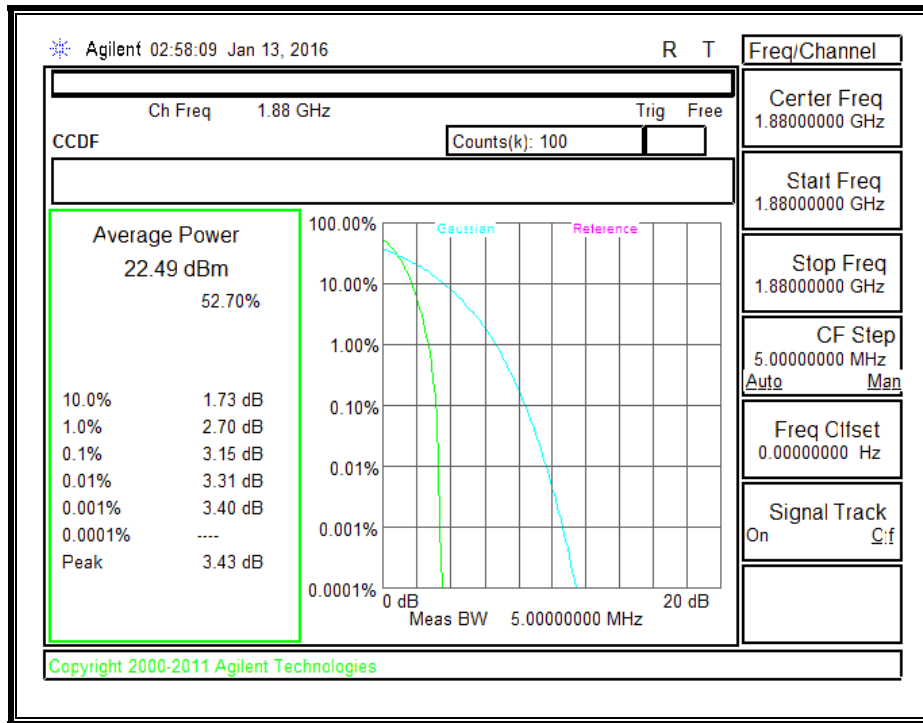 Agilent 02:58:09 Jan 13, 2016 R T
Freq/Channel
Ch Freq 1.88 GHz Trig Free
CCDF Counts(k): 100
Average Power
22.49 dBm
52.70%
10.0% 1.73 dB
1.0% 2.70 dB
0.1% 3.15 dB
0.01% 3.31 dB
0.001% 3.40 dB
0.0001% ----
Peak 3.43 dB
Gaussian Reference
100.00%
10.00%
1.00%
0.10%
0.01%
0.001%
0.0001%
0 dB 20 dB
Meas BW 5.00000000 MHz
Center Freq
1.88000000 GHz
Start Freq
1.88000000 GHz
Stop Freq
1.88000000 GHz
CF Step
5.00000000 MHz
Auto Man
Freq Offset
0.00000000 Hz
Signal Track
On Off
Copyright 2000-2011 Agilent Technologies